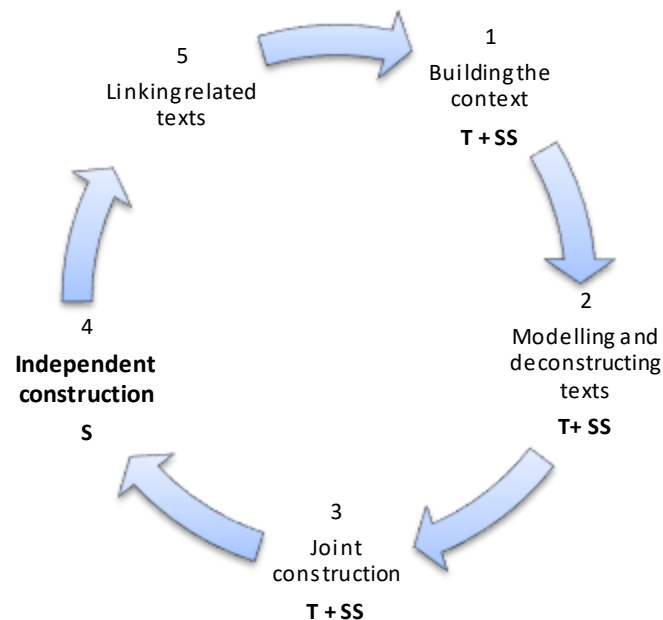 1
Building the
context
T + SS
2
Modelling and
deconstructing
texts
T+ SS
3
Joint
construction
T + SS
4
Independent
construction
S
5
Linking related
texts